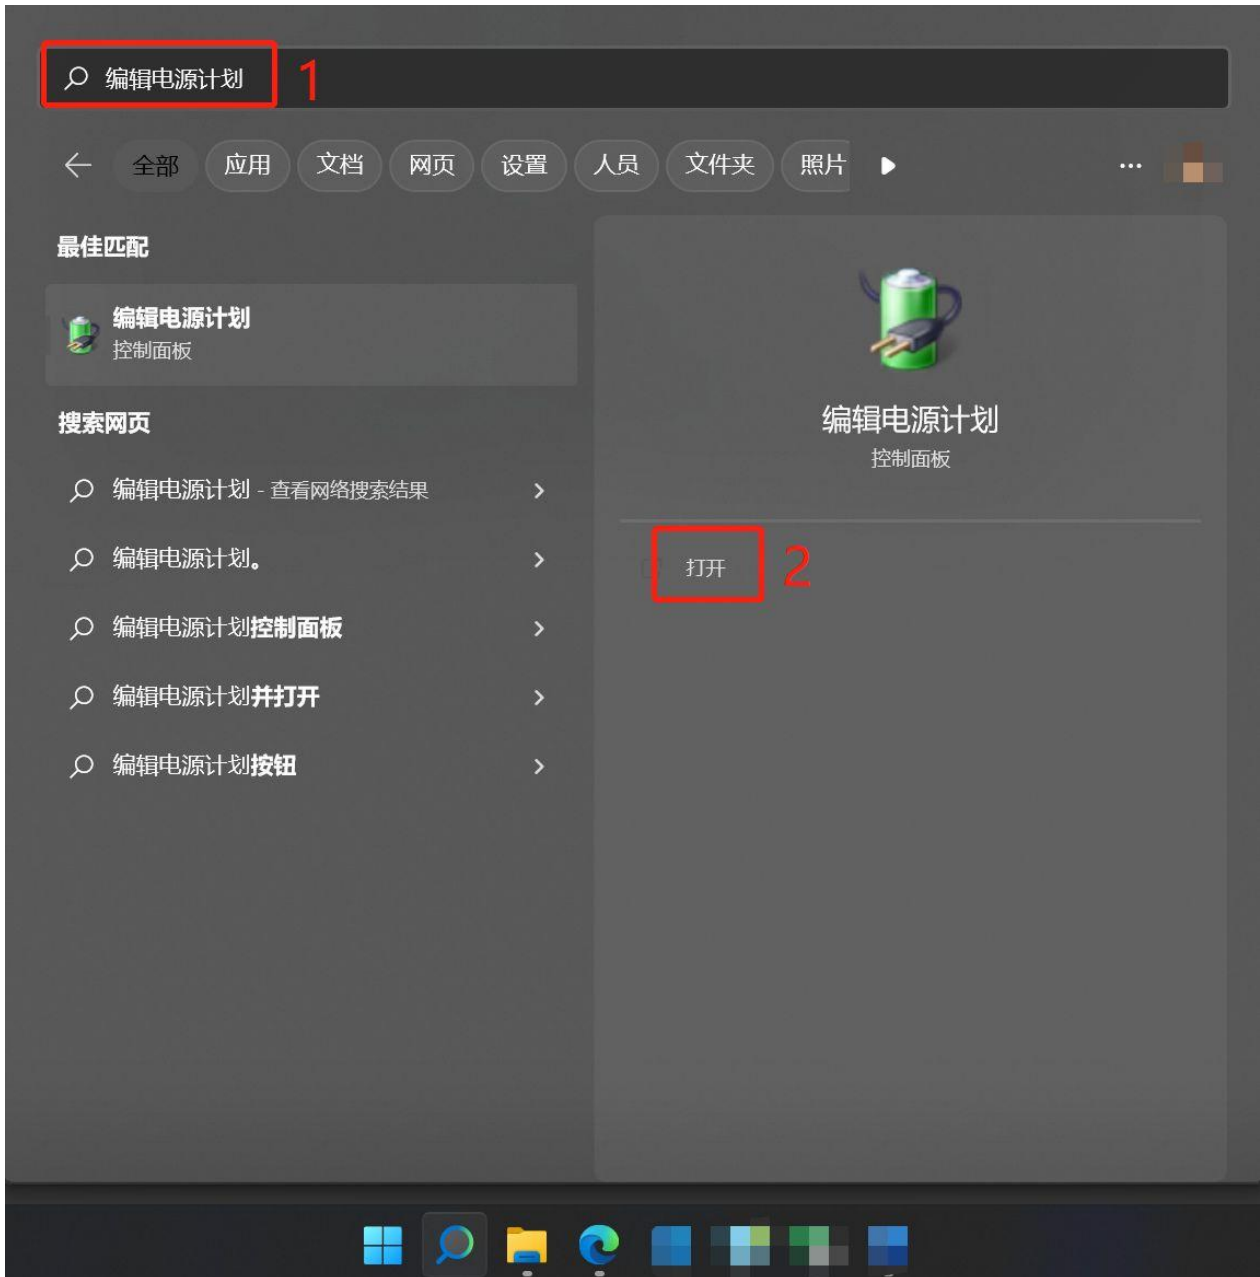 编辑电源计划
1
全部 应用 文档 网页 设置 人员 文件夹 照片
最佳匹配
编辑电源计划
控制面板
搜索网页
编辑电源计划 - 查看网络搜索结果
编辑电源计划。
编辑电源计划控制面板
编辑电源计划并打开
编辑电源计划按钮
编辑电源计划
控制面板
打开
2